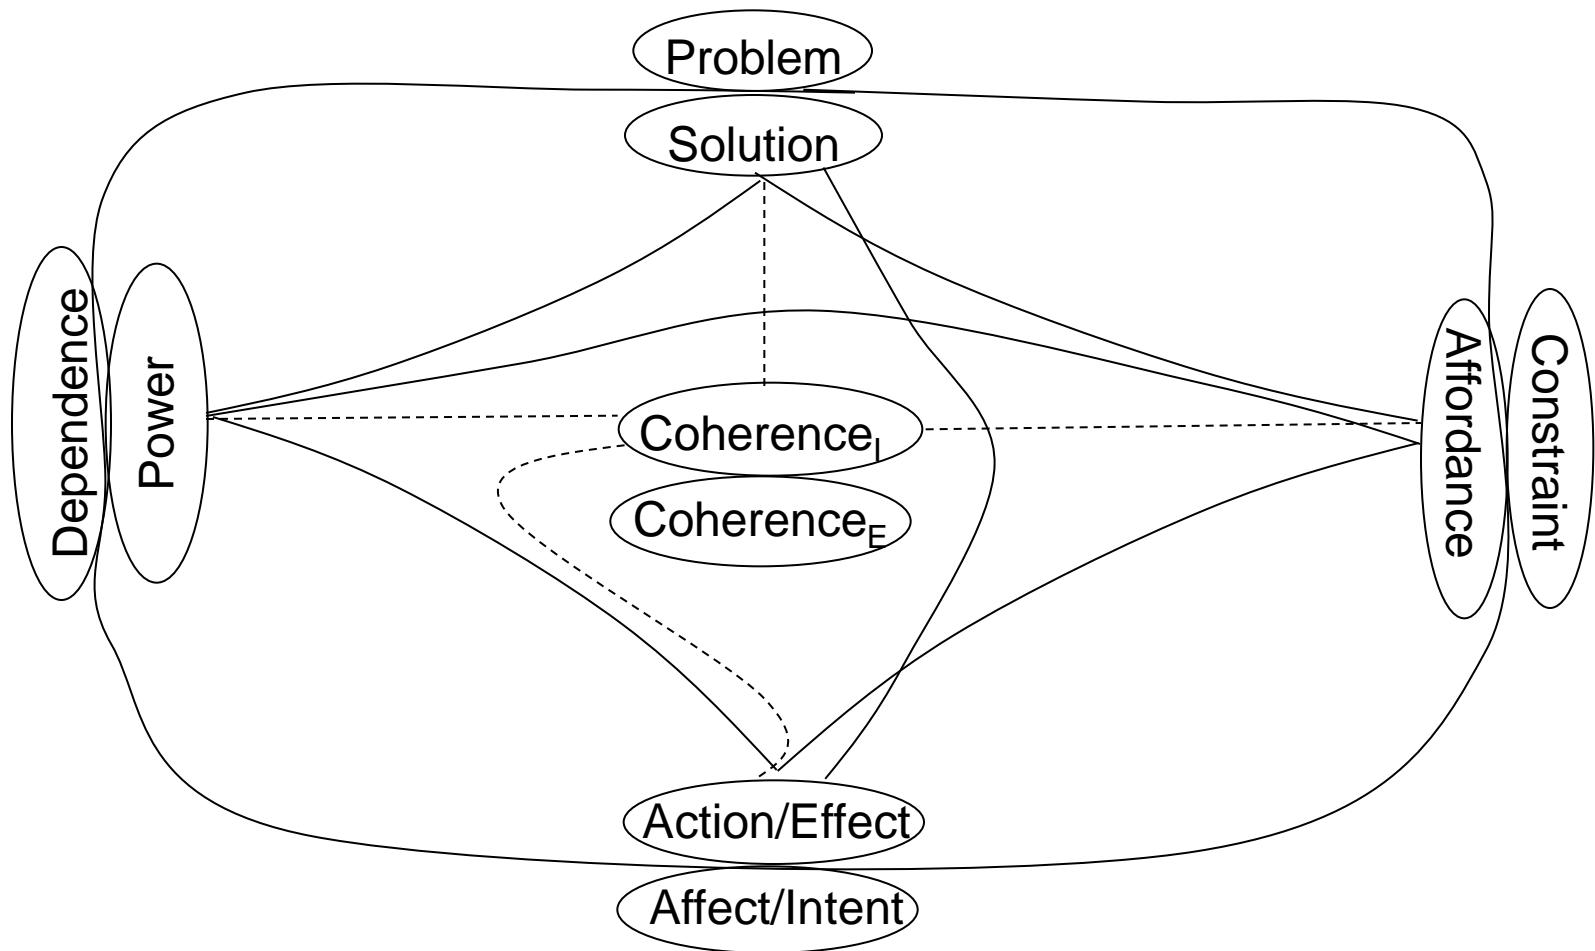 Problem
Solution
Dependence
Power
Coherence_I
Coherence_E
Affordance
Constraint
Action/Effect
Affect/Intent